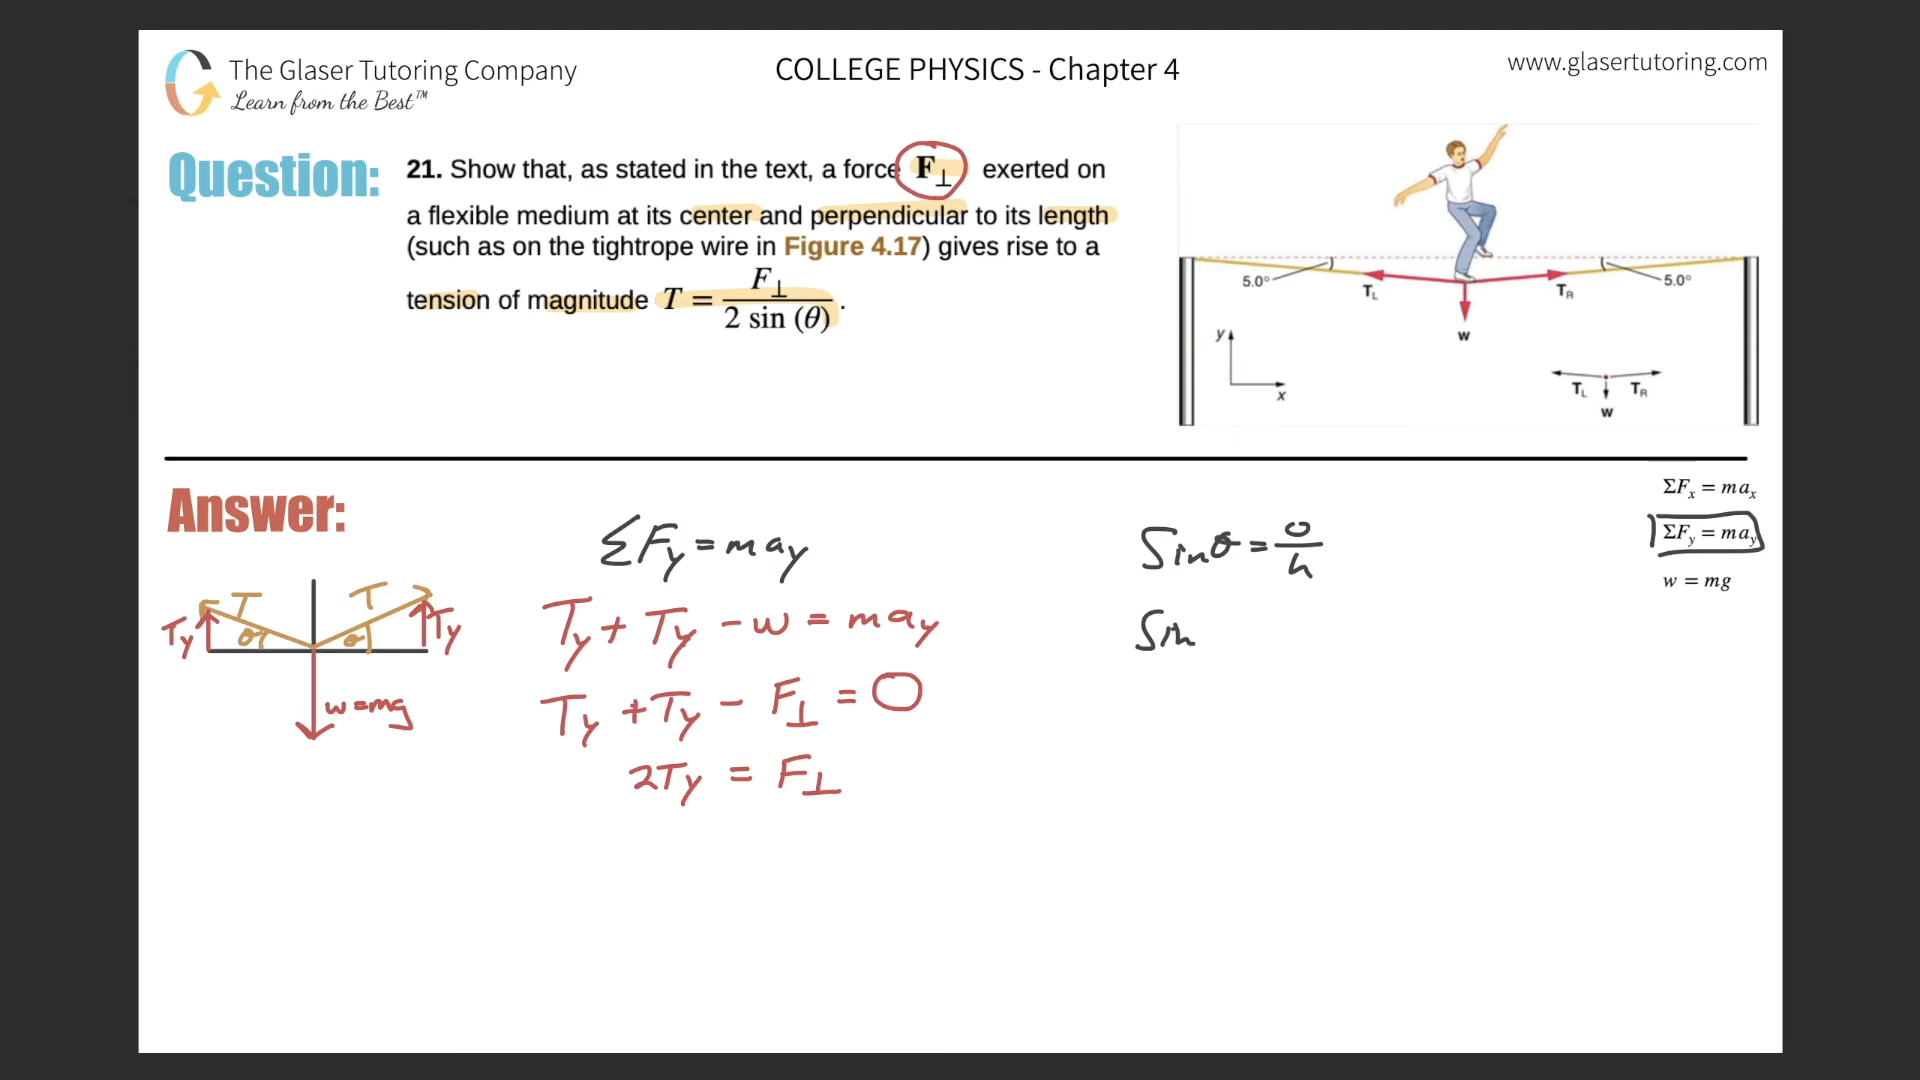 The Glaser Tutoring Company
Learn from the Best™
COLLEGE PHYSICS - Chapter 4
www.glasertutoring.com
Question:
21. Show that, as stated in the text, a force F⊥ exerted on
a flexible medium at its center and perpendicular to its length
(such as on the tightrope wire in Figure 4.17) gives rise to a
tension of magnitude T = F⊥ / 2 sin (θ) .
5.0°
T_L
T_R
5.0°
w
y
x
T_L
T_R
w
Answer:
ΣF_x = ma_x
ΣF_y = ma_y
w = mg
T_y
T
θ
T
θ
T_y
w=mg
ΣF_y = ma_y
T_y + T_y - w = ma_y
T_y + T_y - F⊥ = 0
2T_y = F⊥
Sinθ = o/h
Sin